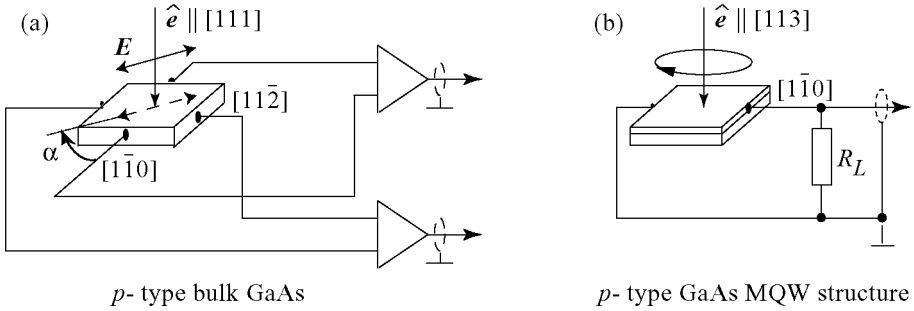 (a)
ê ∥ [111]
E
[112̄]
α
[11̄0]
p- type bulk GaAs
(b)
ê ∥ [113]
[11̄0]
R_L
p- type GaAs MQW structure